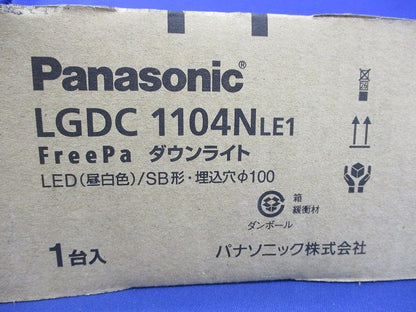 Panasonic®
LGDC 1104NLE1
FreePa ダウンライト
LED(昼白色)/SB形・埋込穴φ100
箱
緩衝材
ダンボール
1台入
パナソニック株式会社